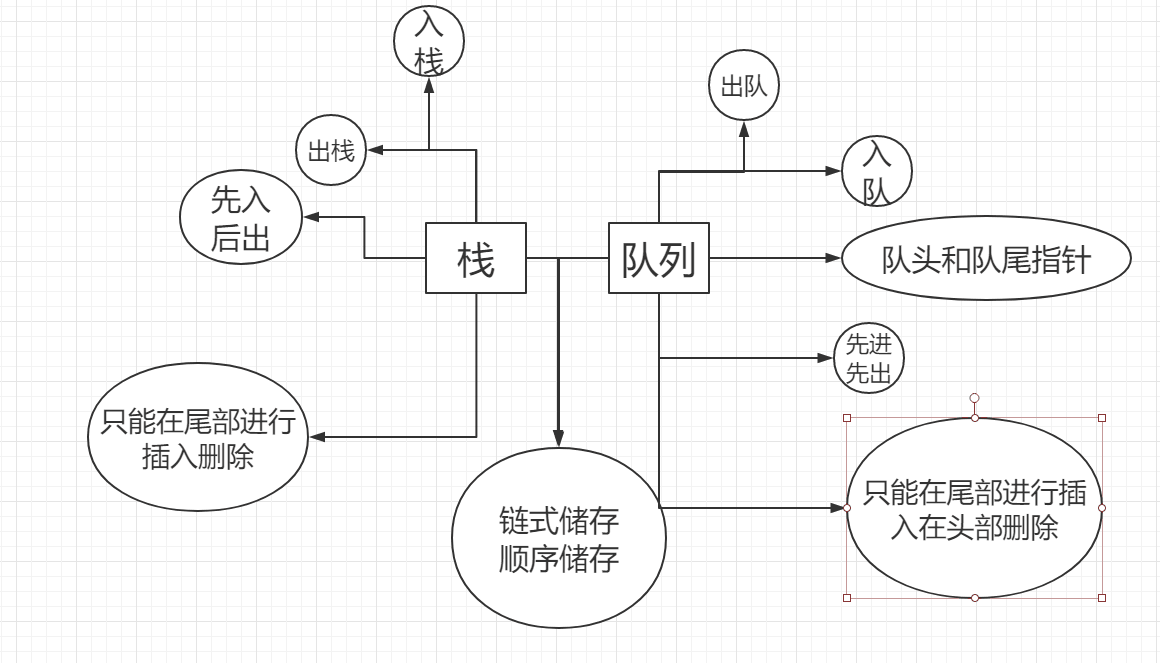 入
栈
出队
出栈
入
队
先入
后出
栈
队列
队头和队尾指针
先进
先出
只能在尾部进行
插入删除
链式储存
顺序储存
只能在尾部进行插
入在头部删除